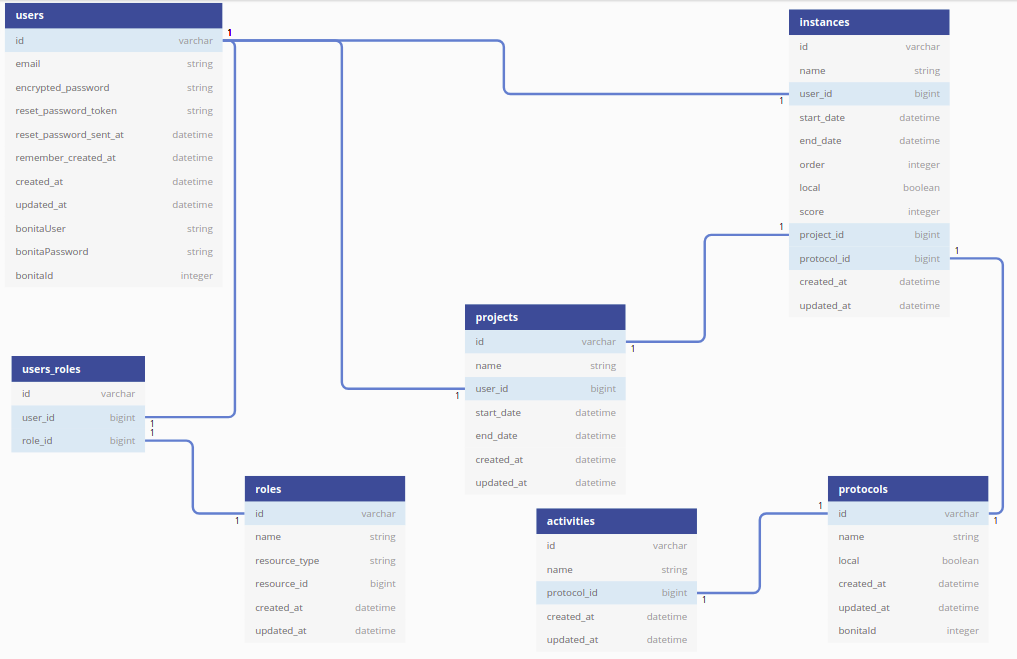 users
id varchar
email string
encrypted_password string
reset_password_token string
reset_password_sent_at datetime
remember_created_at datetime
created_at datetime
updated_at datetime
bonitaUser string
bonitaPassword string
bonitaId integer
1
instances
id varchar
name string
user_id bigint
start_date datetime
end_date datetime
order integer
local boolean
score integer
project_id bigint
protocol_id bigint
created_at datetime
updated_at datetime
1
1
1
projects
id varchar
name string
user_id bigint
start_date datetime
end_date datetime
created_at datetime
updated_at datetime
1
1
users_roles
id varchar
user_id bigint
role_id bigint
1
1
roles
id varchar
name string
resource_type string
resource_id bigint
created_at datetime
updated_at datetime
1
activities
id varchar
name string
protocol_id bigint
created_at datetime
updated_at datetime
1
protocols
id varchar
name string
local boolean
created_at datetime
updated_at datetime
bonitaId integer
1
1